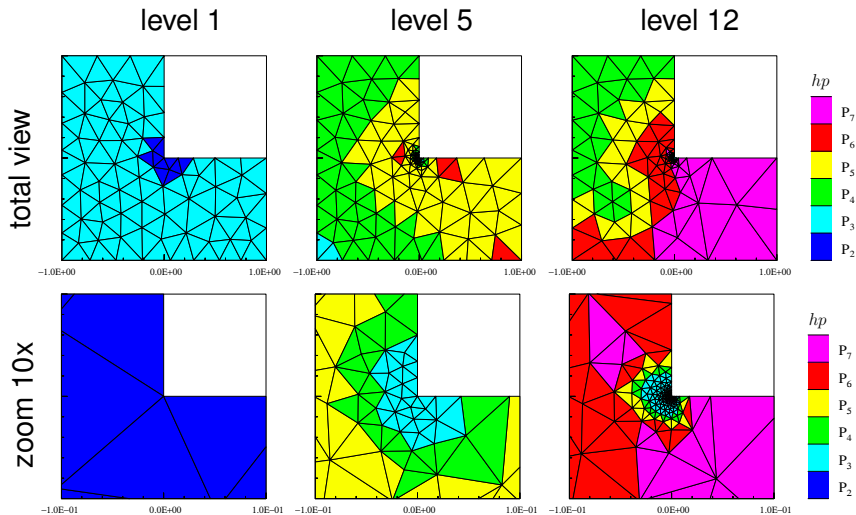 level 1 level 5 level 12
total view
hp
P7
P6
P5
P4
P3
P2
−1.0E+00 0.0E+00 1.0E+00 −1.0E+00 0.0E+00 1.0E+00 −1.0E+00 0.0E+00 1.0E+00
zoom 10x
hp
P7
P6
P5
P4
P3
P2
−1.0E−01 0.0E+00 1.0E−01 −1.0E−01 0.0E+00 1.0E−01 −1.0E−01 0.0E+00 1.0E−01